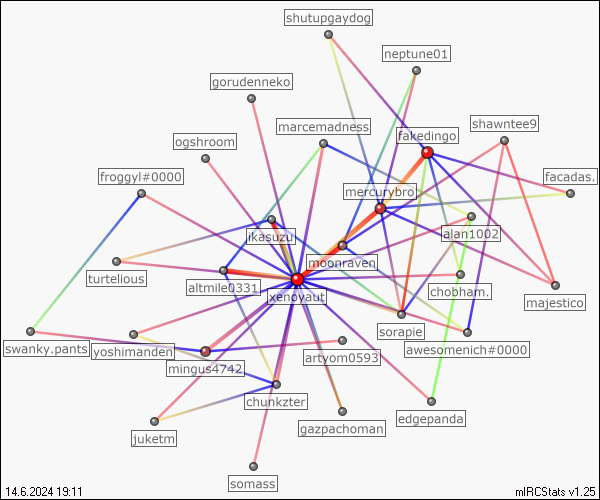 shutupgaydog
neptune01
gorudenneko
marcemadness
shawntee9
fakedingo
ogshroom
froggyl#0000
facadas.
mercurybro
alan1002
ikasuzu
moonraven
turtelious
altmile0331
chobham.
xenoyaut
majestico
sorapie
swanky.pants
yoshimanden
artyom0593
awesomenich#0000
mingus4742
chunkzter
edgepanda
gazpachoman
juketm
somass
14.6.2024 19:11
mIRCStats v1.25